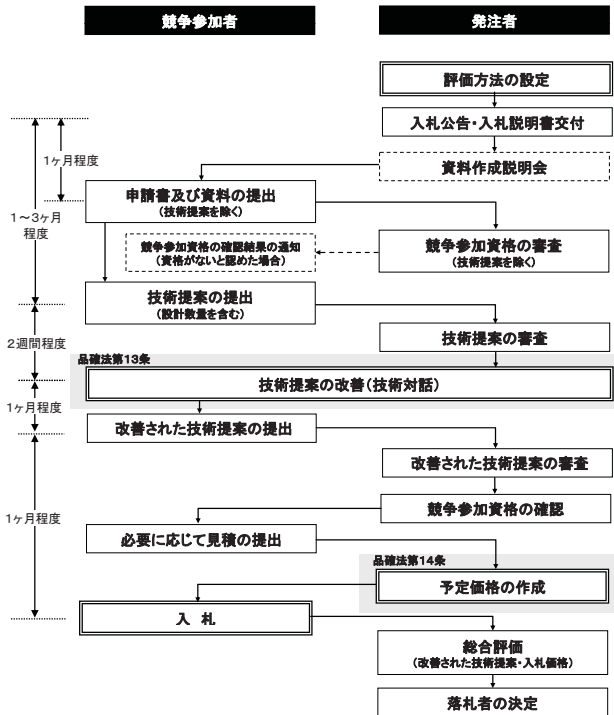 競争参加者
発注者
評価方法の設定
入札公告・入札説明書交付
資料作成説明会
1ヶ月程度
申請書及び資料の提出
(技術提案を除く)
1～3ヶ月
程度
競争参加資格の確認結果の通知
(資格がないと認めた場合)
競争参加資格の審査
(技術提案を除く)
技術提案の提出
(設計数量を含む)
2週間程度
技術提案の審査
品確法第13条
技術提案の改善(技術対話)
1ヶ月程度
改善された技術提案の提出
改善された技術提案の審査
競争参加資格の確認
1ヶ月程度
必要に応じて見積の提出
品確法第14条
予定価格の作成
入 札
総合評価
(改善された技術提案・入札価格)
落札者の決定